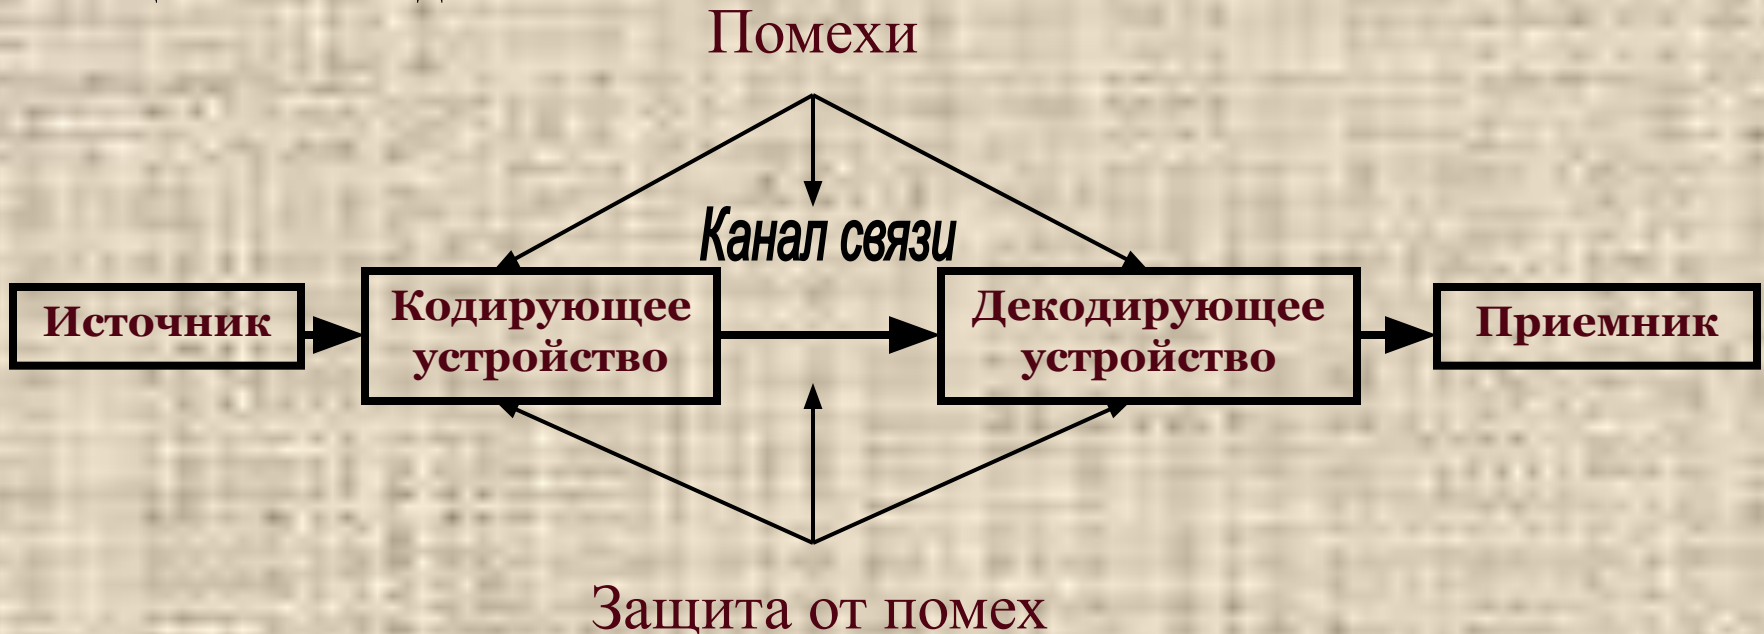 Помехи
Канал связи
Источник
Кодирующее
устройство
Декодирующее
устройство
Приемник
Защита от помех